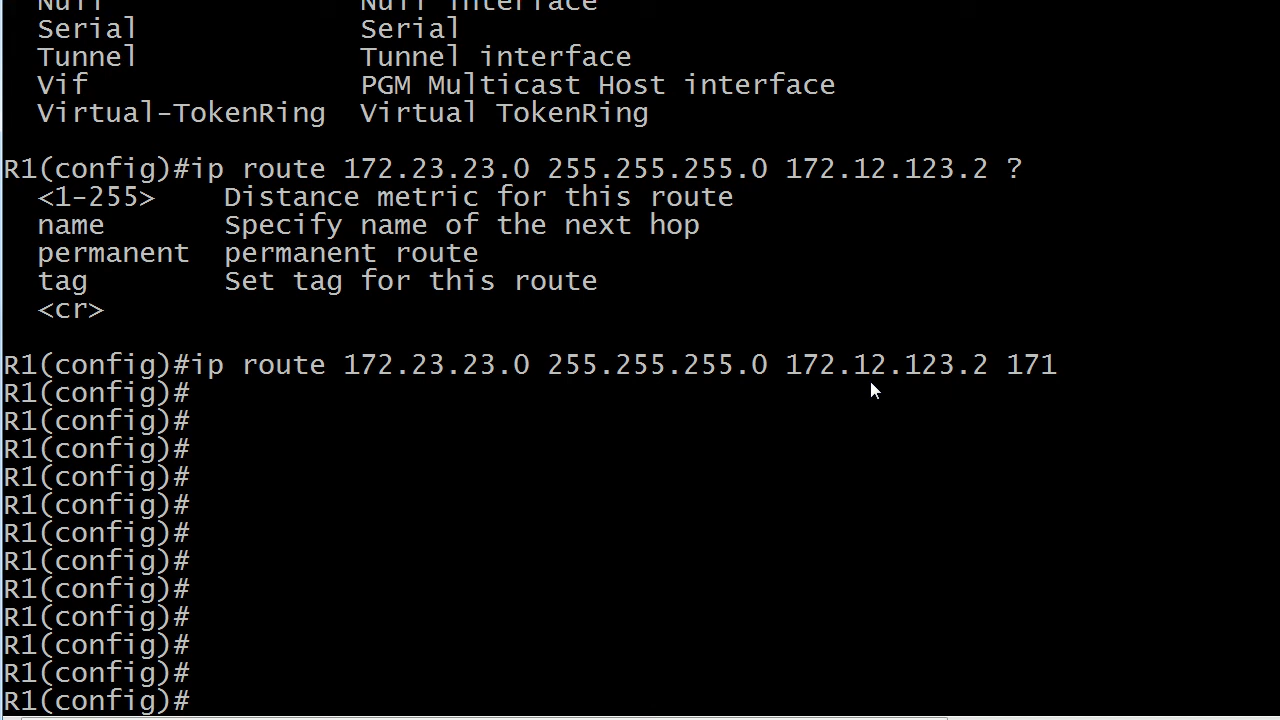 Null                 Null interface
Serial               Serial
Tunnel               Tunnel interface
Vif                  PGM Multicast Host interface
Virtual-TokenRing  Virtual TokenRing
R1(config)#ip route 172.23.23.0 255.255.255.0 172.12.123.2 ?
<1-255>    Distance metric for this route
name       Specify name of the next hop
permanent  permanent route
tag        Set tag for this route
<cr>
R1(config)#ip route 172.23.23.0 255.255.255.0 172.12.123.2 171
R1(config)#
R1(config)#
R1(config)#
R1(config)#
R1(config)#
R1(config)#
R1(config)#
R1(config)#
R1(config)#
R1(config)#
R1(config)#
R1(config)#